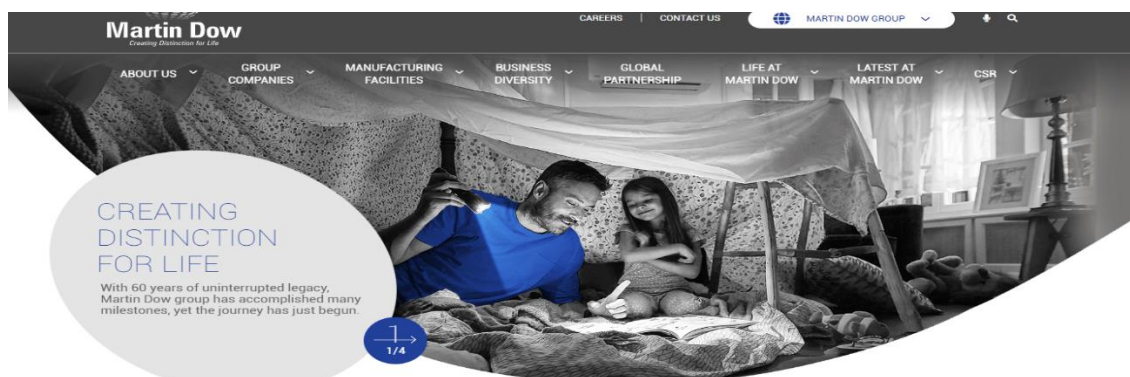 CAREERS | CONTACT US
MARTIN DOW GROUP
Martin Dow
Creating Distinction for Life
ABOUT US
GROUP
COMPANIES
MANUFACTURING
FACILITIES
BUSINESS
DIVERSITY
GLOBAL
PARTNERSHIP
LIFE AT
MARTIN DOW
LATEST AT
MARTIN DOW
CSR
CREATING
DISTINCTION
FOR LIFE
With 60 years of uninterrupted legacy,
Martin Dow group has accomplished many
milestones, yet the journey has just begun.
1/4